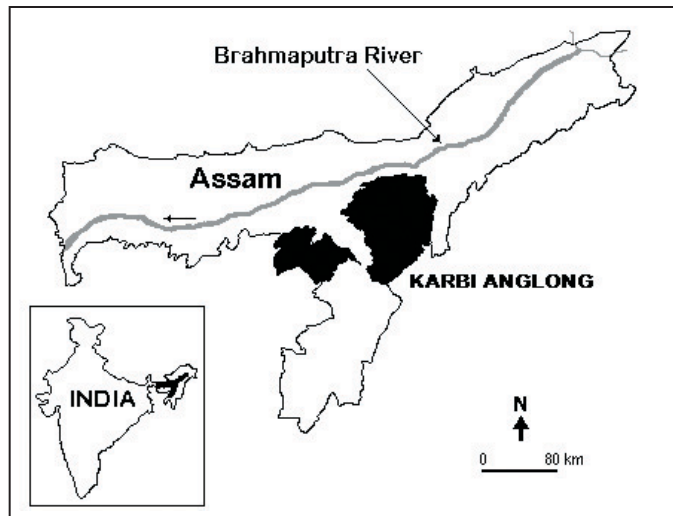 Brahmaputra River
Assam
KARBI ANGLONG
INDIA
N
0 80 km